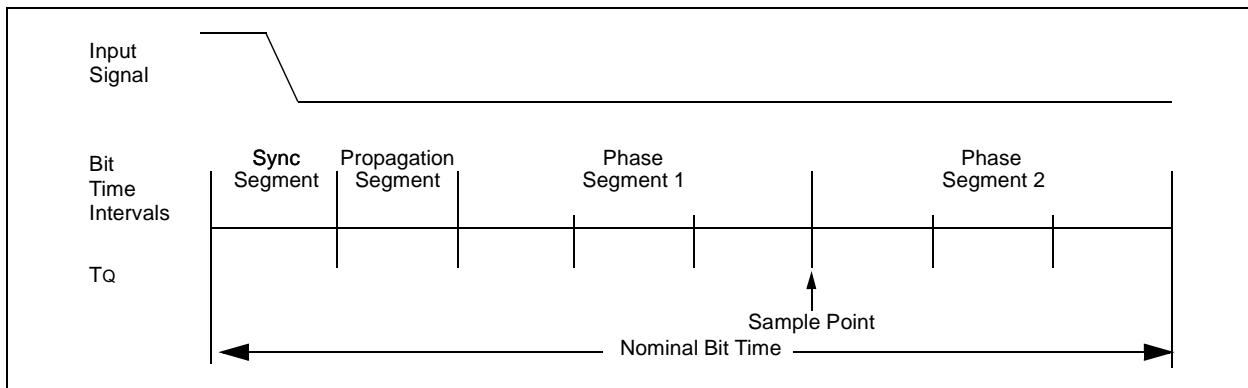 Input
Signal
Bit
Time
Intervals
Sync
Segment
Propagation
Segment
Phase
Segment 1
Phase
Segment 2
TQ
Sample Point
Nominal Bit Time